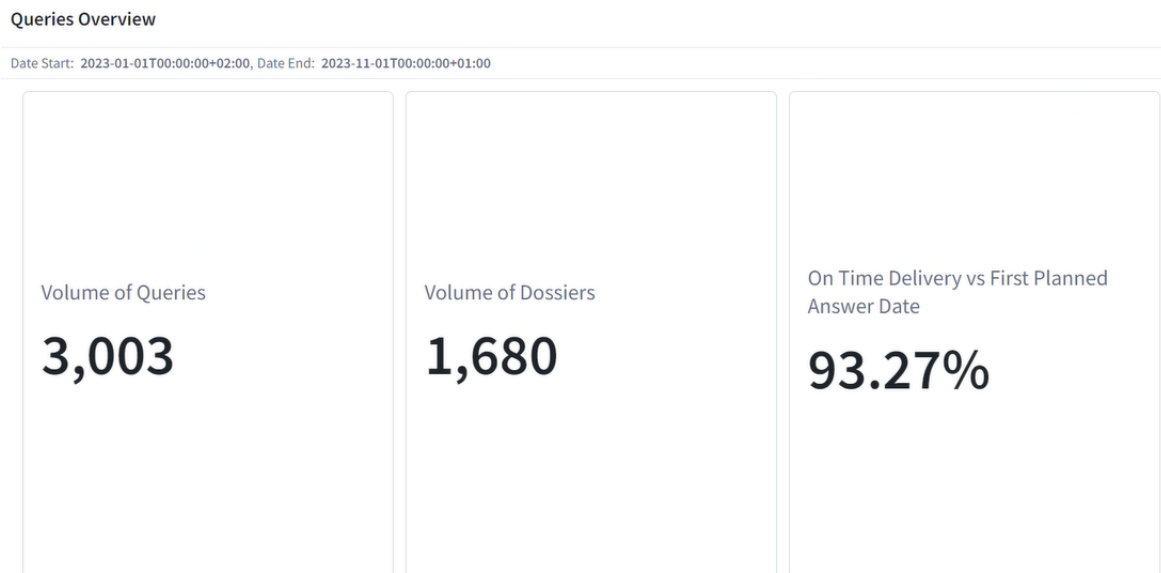 Queries Overview
Date Start: 2023-01-01T00:00:00+02:00, Date End: 2023-11-01T00:00:00+01:00
Volume of Queries
3,003
Volume of Dossiers
1,680
On Time Delivery vs First Planned
Answer Date
93.27%